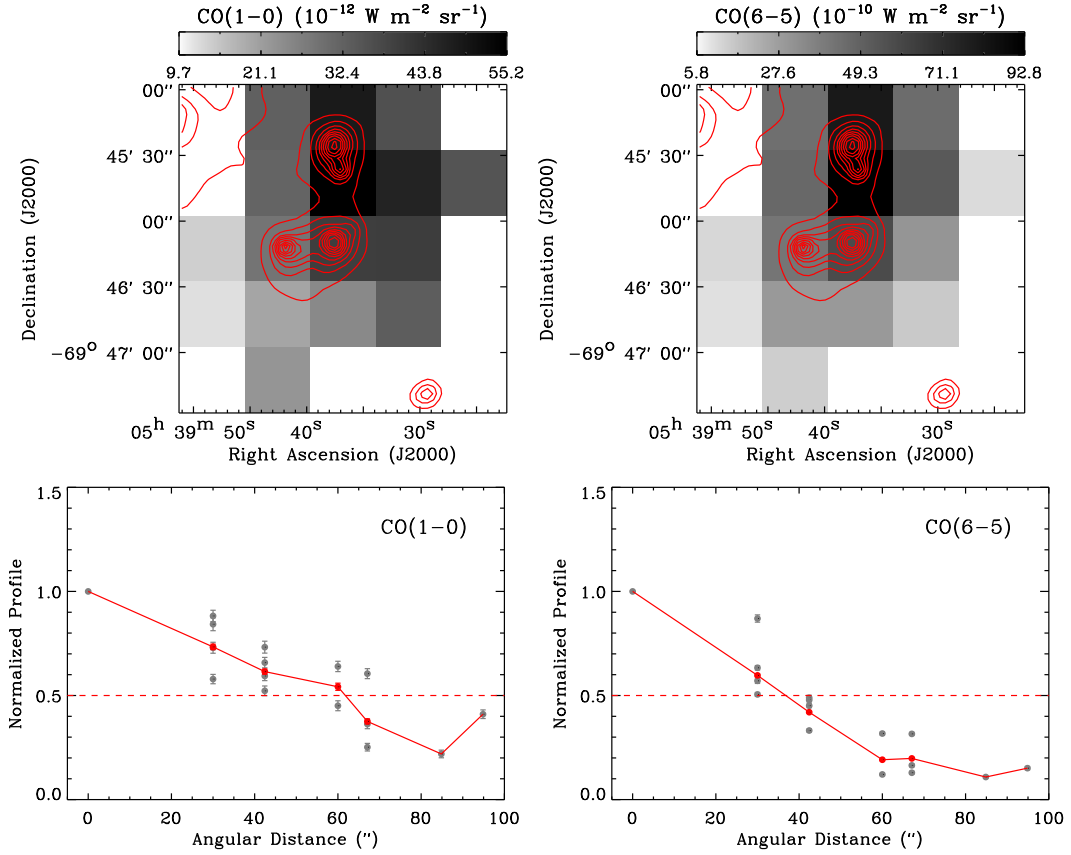 CO(1−0) (10⁻¹² W m⁻² sr⁻¹)
9.7 21.1 32.4 43.8 55.2
00′′
45′ 30′′
00′′
46′ 30′′
−69° 47′ 00′′
Declination (J2000)
05ʰ 39ᵐ 50ˢ 40ˢ 30ˢ
Right Ascension (J2000)
CO(6−5) (10⁻¹⁰ W m⁻² sr⁻¹)
5.8 27.6 49.3 71.1 92.8
00′′
45′ 30′′
00′′
46′ 30′′
−69° 47′ 00′′
Declination (J2000)
05ʰ 39ᵐ 50ˢ 40ˢ 30ˢ
Right Ascension (J2000)
1.5
1.0
0.5
0.0
Normalized Profile
CO(1−0)
0 20 40 60 80 100
Angular Distance (′′)
1.5
1.0
0.5
0.0
Normalized Profile
CO(6−5)
0 20 40 60 80 100
Angular Distance (′′)